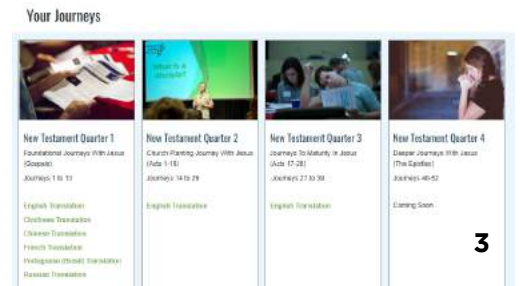 Your Journeys
What is a
disciple?
New Testament Quarter 1
Foundational Journeys With Jesus
(Gospels)
Journeys 1 to 13
English Translation
Chinese Translation
French Translation
Portuguese (Brazil) Translation
Russian Translation
New Testament Quarter 2
Church-Planting Journey With Jesus
(Acts 1-16)
Journeys 14 to 26
English Translation
New Testament Quarter 3
Journeys To Maturity In Jesus
(Acts 17-28)
Journeys 27 to 39
English Translation
New Testament Quarter 4
Deeper Journeys With Jesus
(The Epistles)
Journeys 40-52
Coming Soon
3